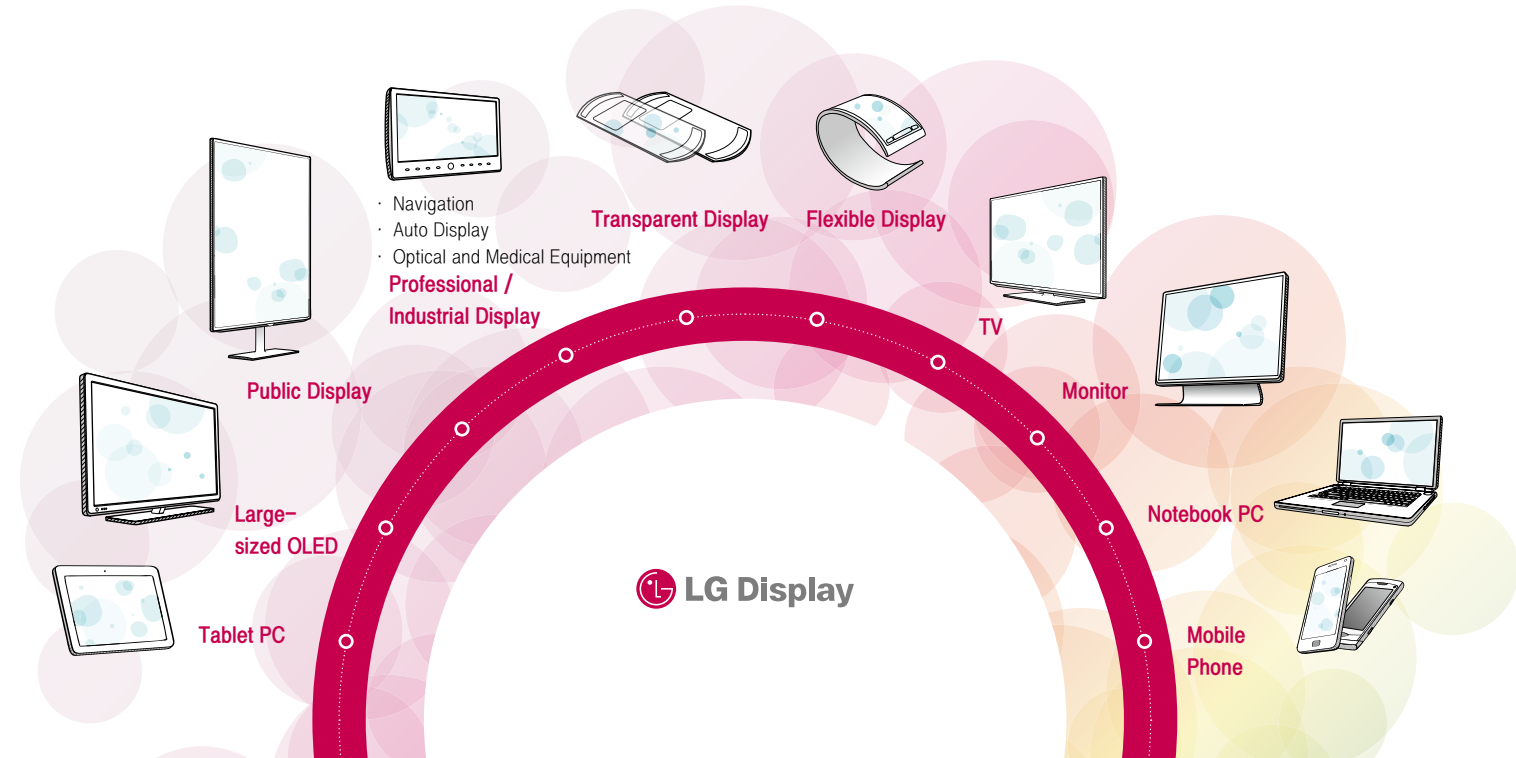 · Navigation
· Auto Display
· Optical and Medical Equipment
Professional /
Industrial Display
Transparent Display
Flexible Display
TV
Public Display
Monitor
Large-
sized OLED
Notebook PC
Tablet PC
Mobile
Phone
LG Display